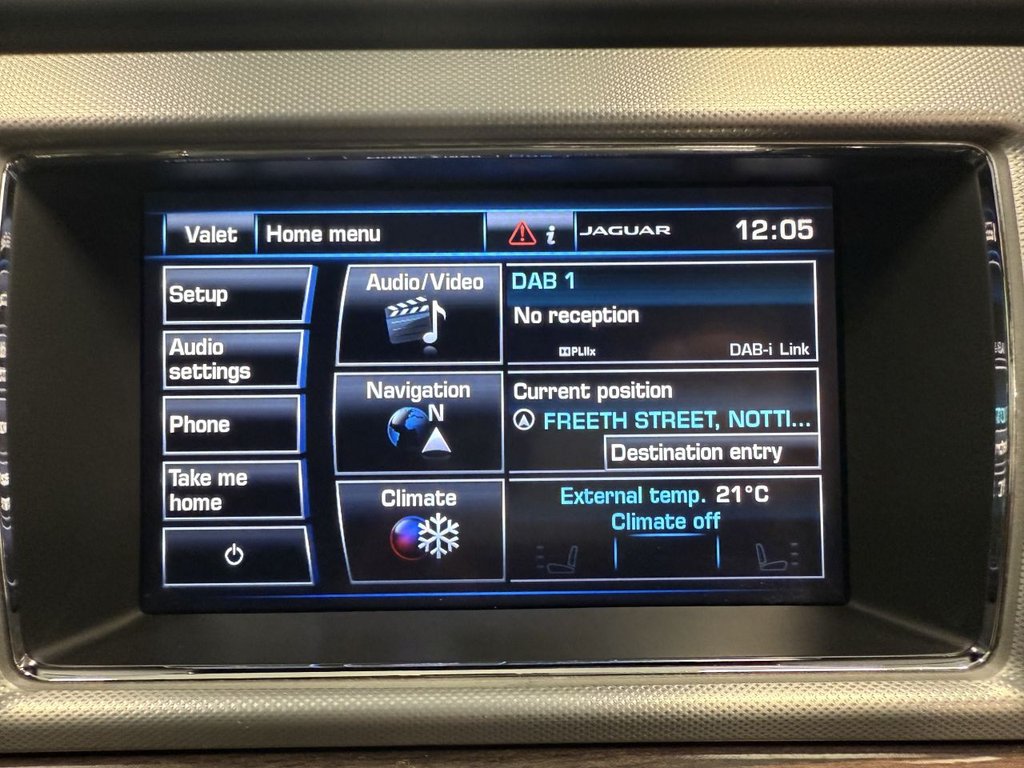 Valet
Home menu
i
JAGUAR
12:05
Setup
Audio
settings
Phone
Take me
home
Audio/Video
DAB 1
No reception
PLIIx
DAB-i Link
Navigation
N
Current position
FREETH STREET, NOTTI...
Destination entry
Climate
External temp. 21°C
Climate off